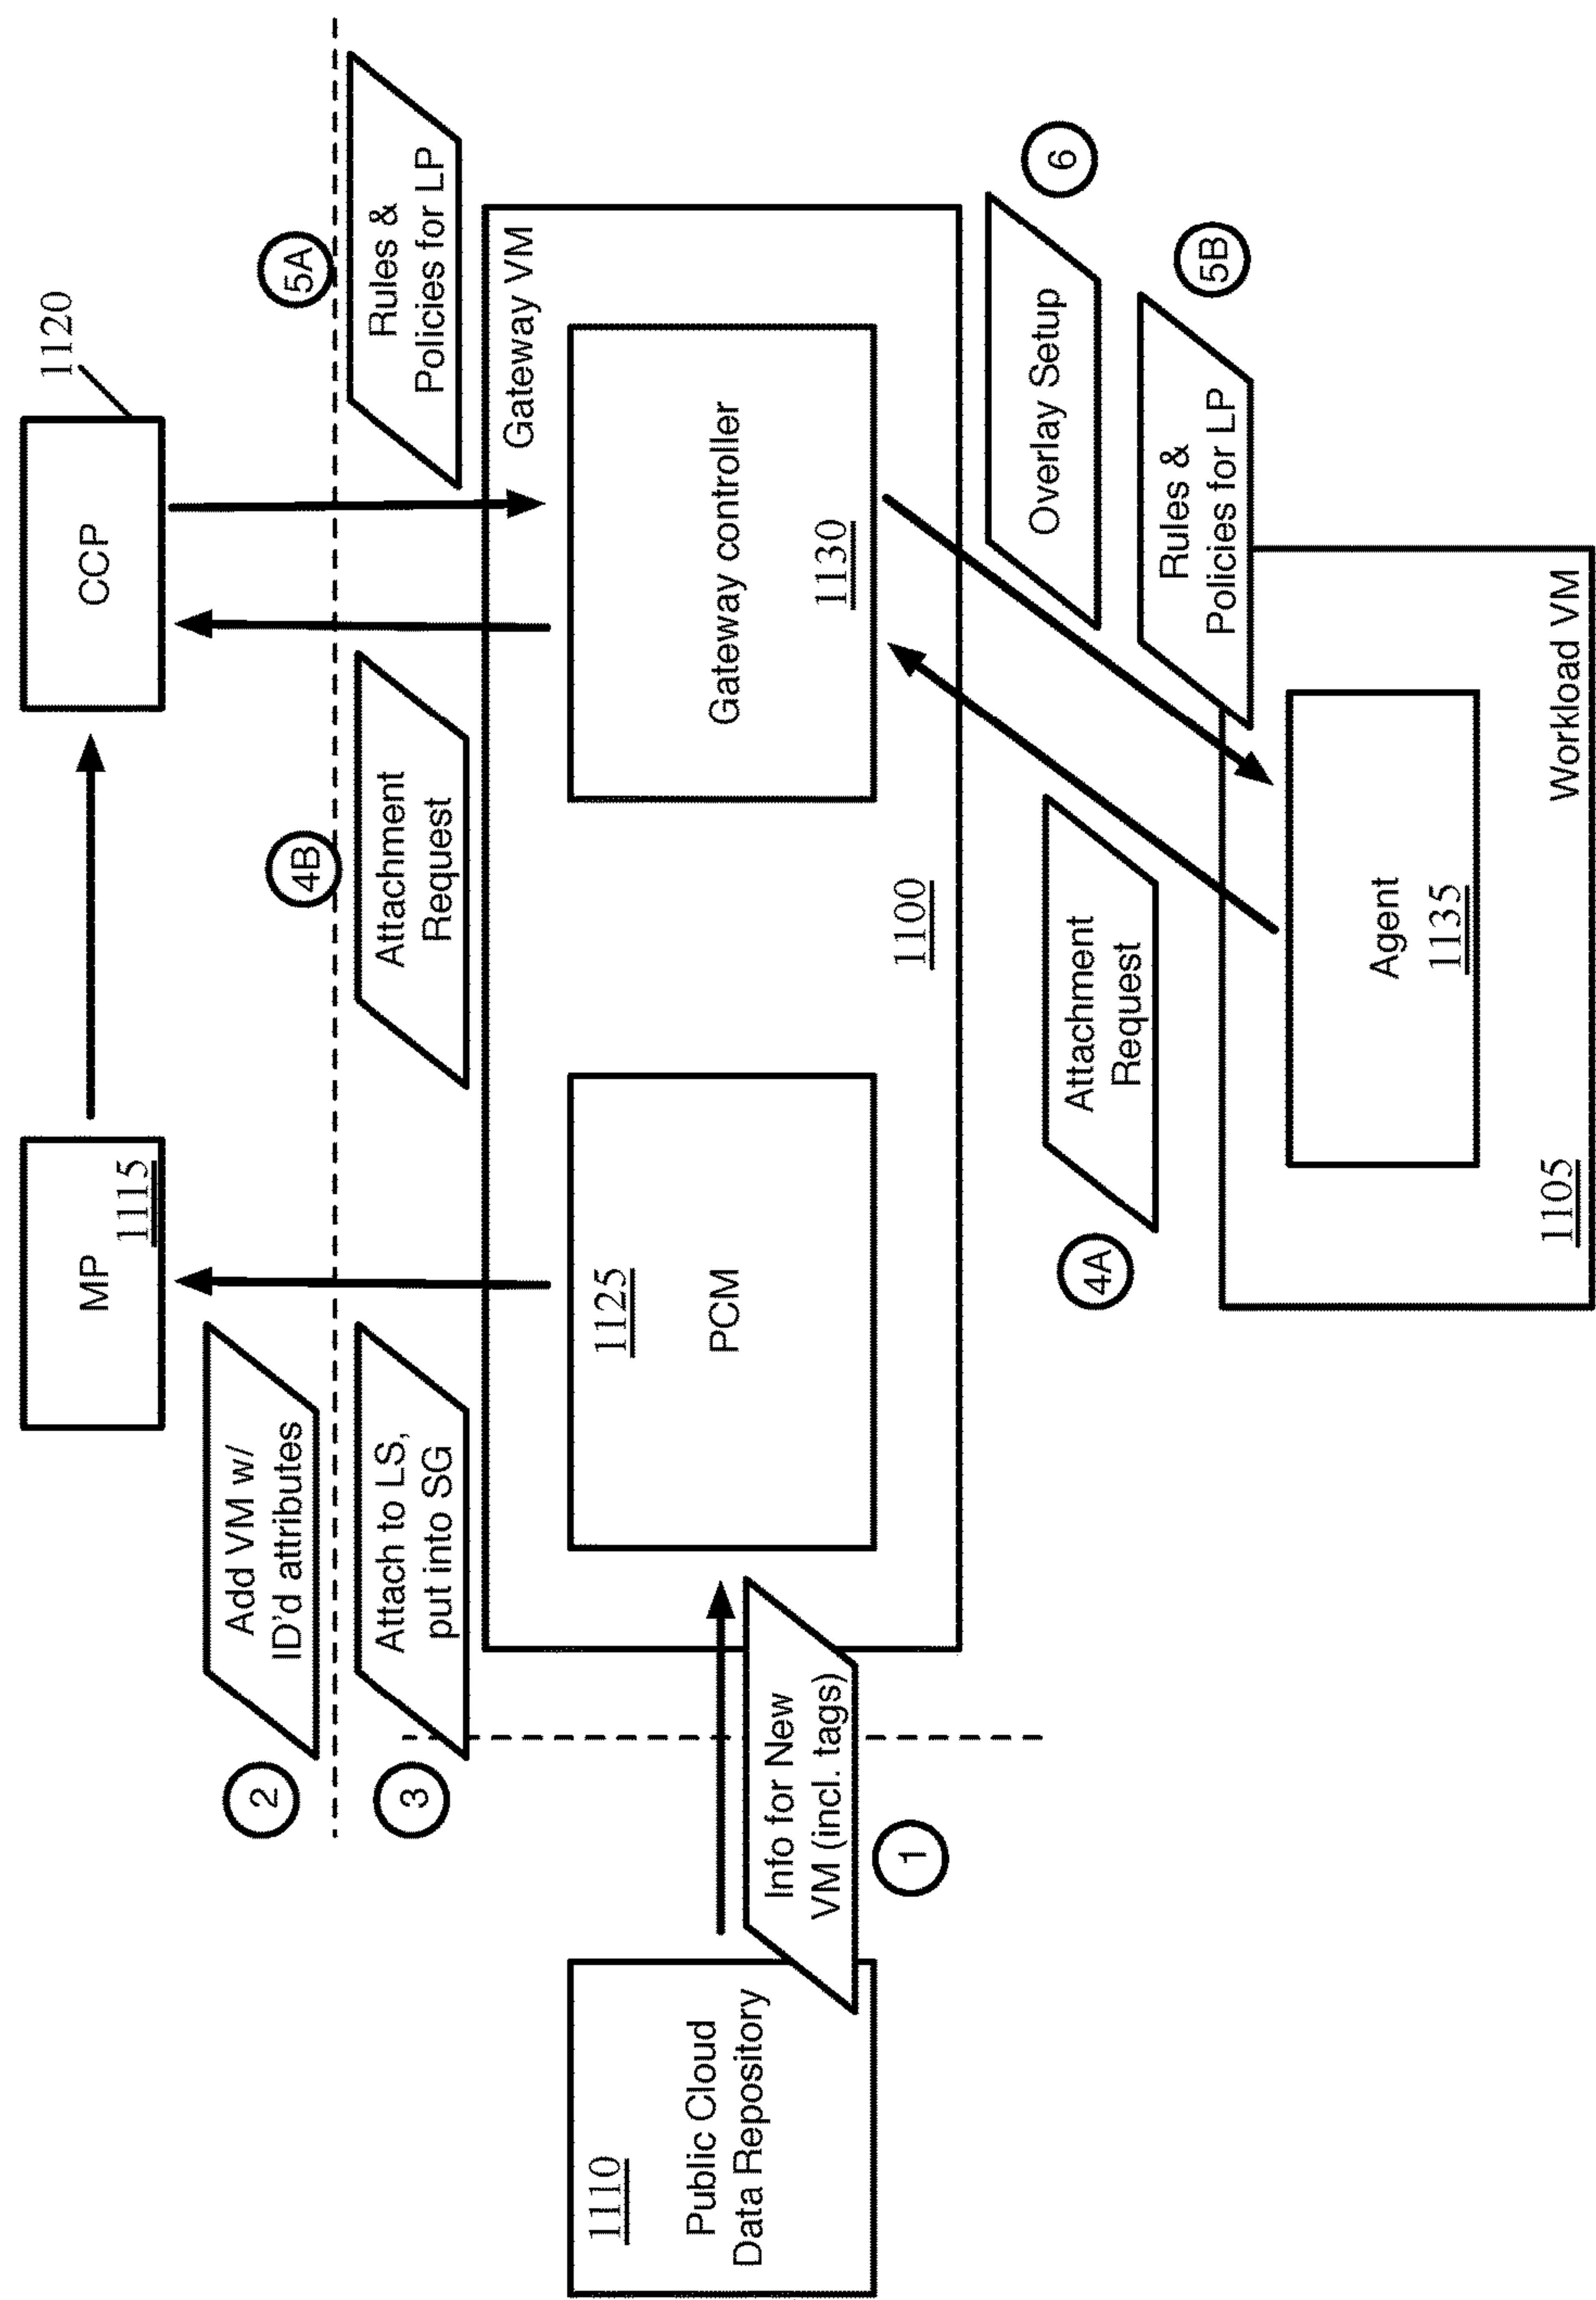 MP
1115
CCP
1120
2
Add VM w/
ID'd attributes
3
Attach to LS,
put into SG
4B
Attachment
Request
5A
Rules &
Policies for LP
Gateway VM
1110
Public Cloud
Data Repository
Info for New
VM (incl. tags)
1
1125
PCM
Gateway controller
1130
1100
4A
Attachment
Request
Overlay Setup
6
Rules &
Policies for LP
5B
Agent
1135
1105
Workload VM